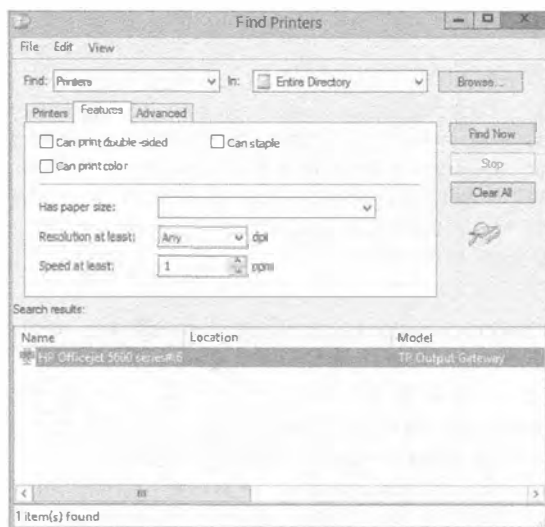 Find Printers
File Edit View
Find: Printers In: Entire Directory Browse...
Printers Features Advanced
Can print double-sided Can staple
Can print color
Has paper size:
Resolution at least: Any dpi
Speed at least: 1 ppm
Find Now
Stop
Clear All
Search results:
Name Location Model
HP Officejet 5600 series#:6 TP Output Gateway
1 item(s) found